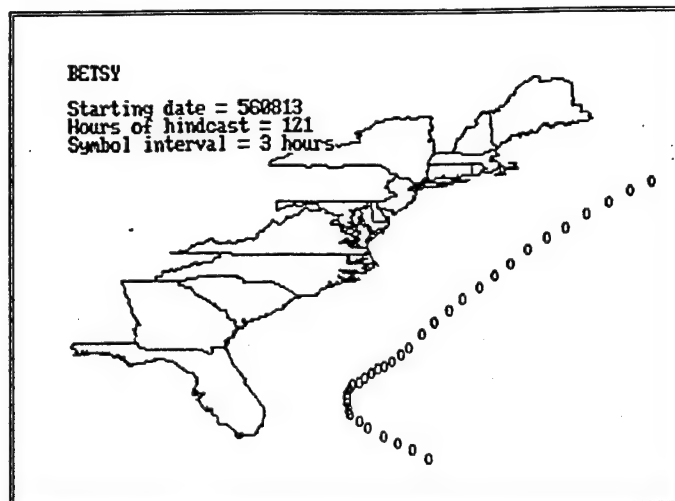 BETSY
Starting date = 560813
Hours of hindcast = 121
Symbol interval = 3 hours